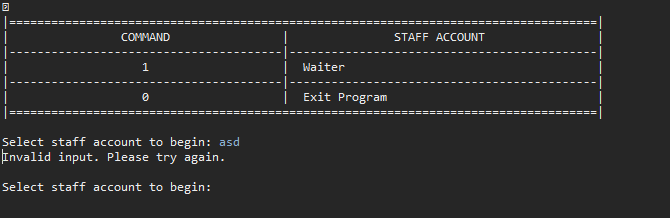 |====================================================================================|
| COMMAND | STAFF ACCOUNT |
|---------------------------------------|--------------------------------------------|
| 1 | Waiter |
|---------------------------------------|--------------------------------------------|
| 0 | Exit Program |
|====================================================================================|
Select staff account to begin: asd
Invalid input. Please try again.
Select staff account to begin: